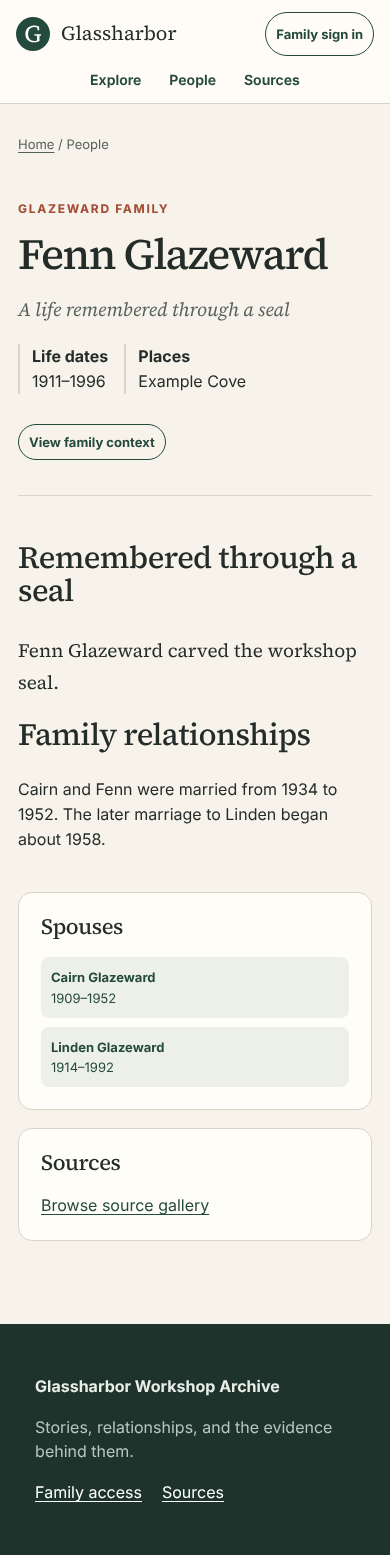 G Glassharbor
Family sign in
Explore People Sources
Home / People
GLAZEWARD FAMILY
Fenn Glazeward
A life remembered through a seal
Life dates
1911–1996
Places
Example Cove
View family context
Remembered through a
seal
Fenn Glazeward carved the workshop
seal.
Family relationships
Cairn and Fenn were married from 1934 to
1952. The later marriage to Linden began
about 1958.
Spouses
Cairn Glazeward
1909–1952
Linden Glazeward
1914–1992
Sources
Browse source gallery
Glassharbor Workshop Archive
Stories, relationships, and the evidence
behind them.
Family access Sources